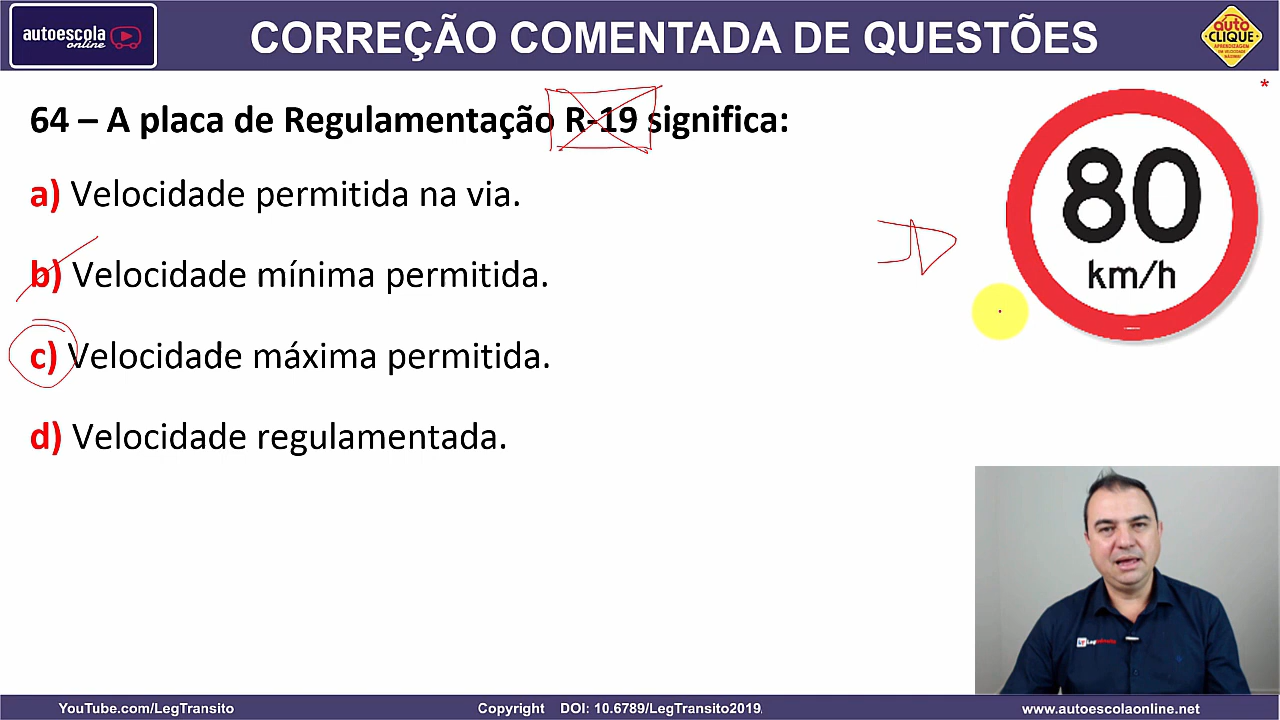 autoescola
online
CORREÇÃO COMENTADA DE QUESTÕES
auto
CLIQUE
64 – A placa de Regulamentação R-19 significa:
*
a) Velocidade permitida na via.
80
km/h
b) Velocidade mínima permitida.
c) Velocidade máxima permitida.
d) Velocidade regulamentada.
YouTube.com/LegTransito
Copyright DOI: 10.6789/LegTransito2019
www.autoescolaonline.net